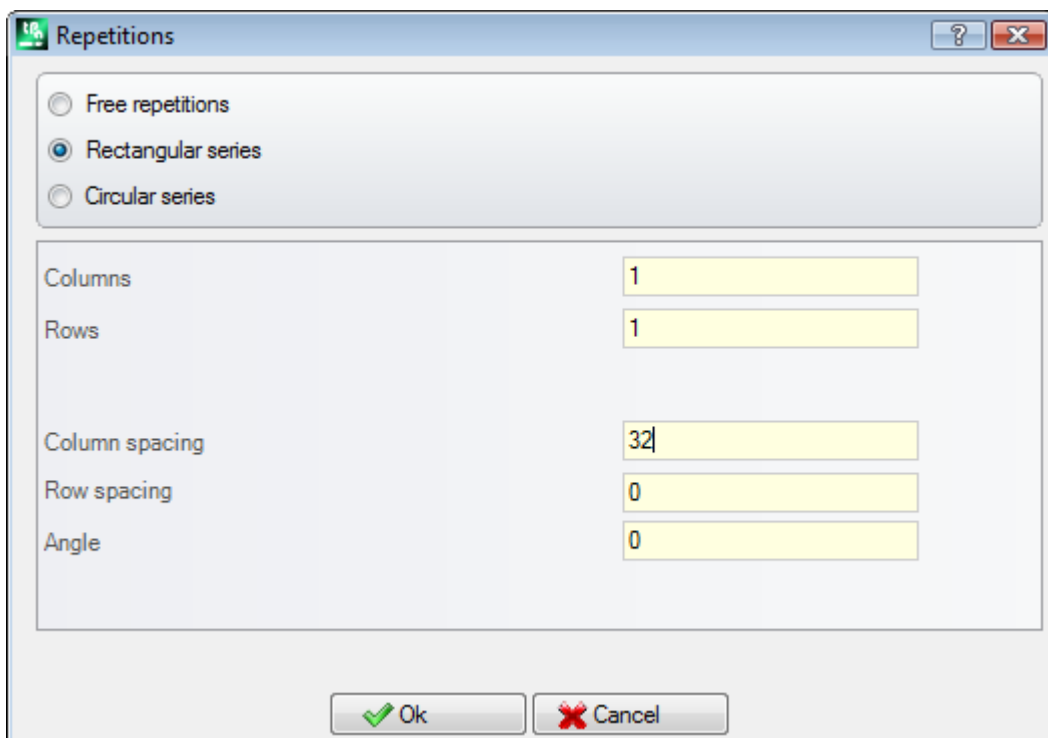 Repetitions
Free repetitions
Rectangular series
Circular series
Columns 1
Rows 1
Column spacing 32
Row spacing 0
Angle 0
Ok Cancel